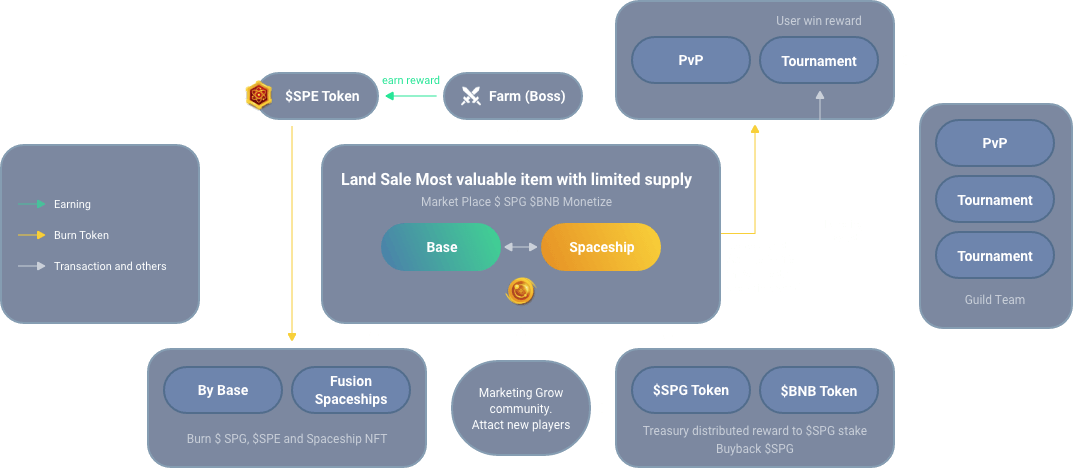 User win reward
PvP
Tournament
earn reward
$SPE Token
Farm (Boss)
PvP
Tournament
Tournament
Guild Team
Earning
Burn Token
Transaction and others
Land Sale Most valuable item with limited supply
Market Place $ SPG $BNB Monetize
Base
Spaceship
By Base
Fusion
Spaceships
Burn $ SPG, $SPE and Spaceship NFT
Marketing Grow
community.
Attact new players
$SPG Token
$BNB Token
Treasury distributed reward to $SPG stake
Buyback $SPG